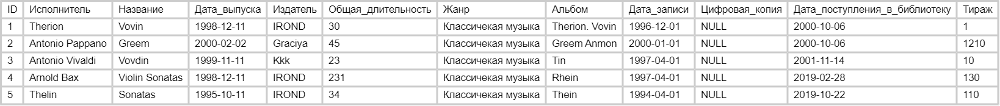 ID Исполнитель Название Дата_выпуска Издатель Общая_длительность Жанр Альбом Дата_записи Цифровая_копия Дата_поступления_в_библиотеку Тираж
1 Therion Vovin 1998-12-11 IROND 30 Классичекая музыка Therion. Vovin 1996-12-01 NULL 2000-10-06 1
2 Antonio Pappano Greem 2000-02-02 Graciya 45 Классичекая музыка Greem Anmon 2000-01-01 NULL 2000-10-06 1210
3 Antonio Vivaldi Vovdin 1999-11-11 Kkk 23 Классичекая музыка Tin 1997-04-01 NULL 2001-11-14 10
4 Arnold Bax Violin Sonatas 1998-12-11 IROND 231 Классичекая музыка Rhein 1997-04-01 NULL 2019-02-28 130
5 Thelin Sonatas 1995-10-11 IROND 34 Классичекая музыка Thein 1994-04-01 NULL 2019-10-22 110